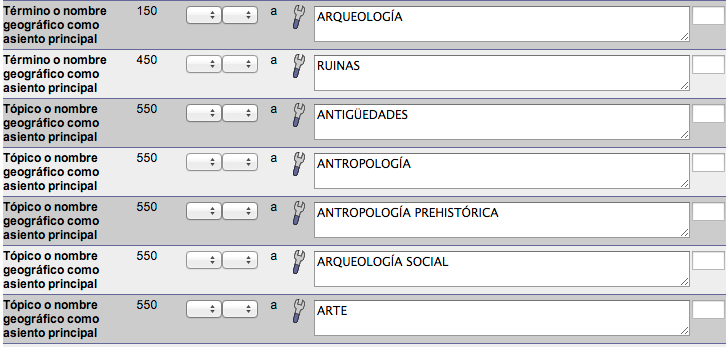 Término o nombre geográfico como asiento principal 150 a ARQUEOLOGÍA
Término o nombre geográfico como asiento principal 450 a RUINAS
Tópico o nombre geográfico como asiento principal 550 a ANTIGÜEDADES
Tópico o nombre geográfico como asiento principal 550 a ANTROPOLOGÍA
Tópico o nombre geográfico como asiento principal 550 a ANTROPOLOGÍA PREHISTÓRICA
Tópico o nombre geográfico como asiento principal 550 a ARQUEOLOGÍA SOCIAL
Tópico o nombre geográfico como asiento principal 550 a ARTE